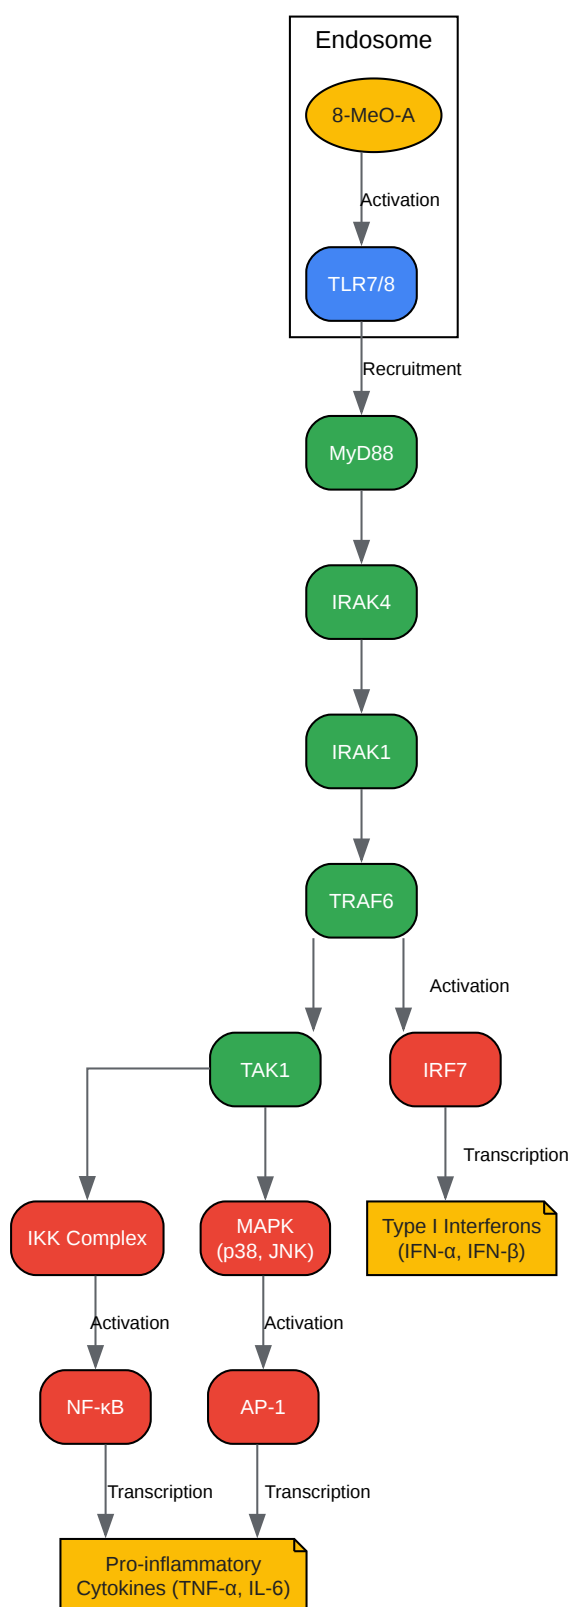 Endosome
8-MeO-A
Activation
TLR7/8
Recruitment
MyD88
IRAK4
IRAK1
TRAF6
Activation
TAK1
IRF7
Transcription
IKK Complex
MAPK
(p38, JNK)
Type I Interferons
(IFN-α, IFN-β)
Activation
Activation
NF-κB
AP-1
Transcription
Transcription
Pro-inflammatory
Cytokines (TNF-α, IL-6)